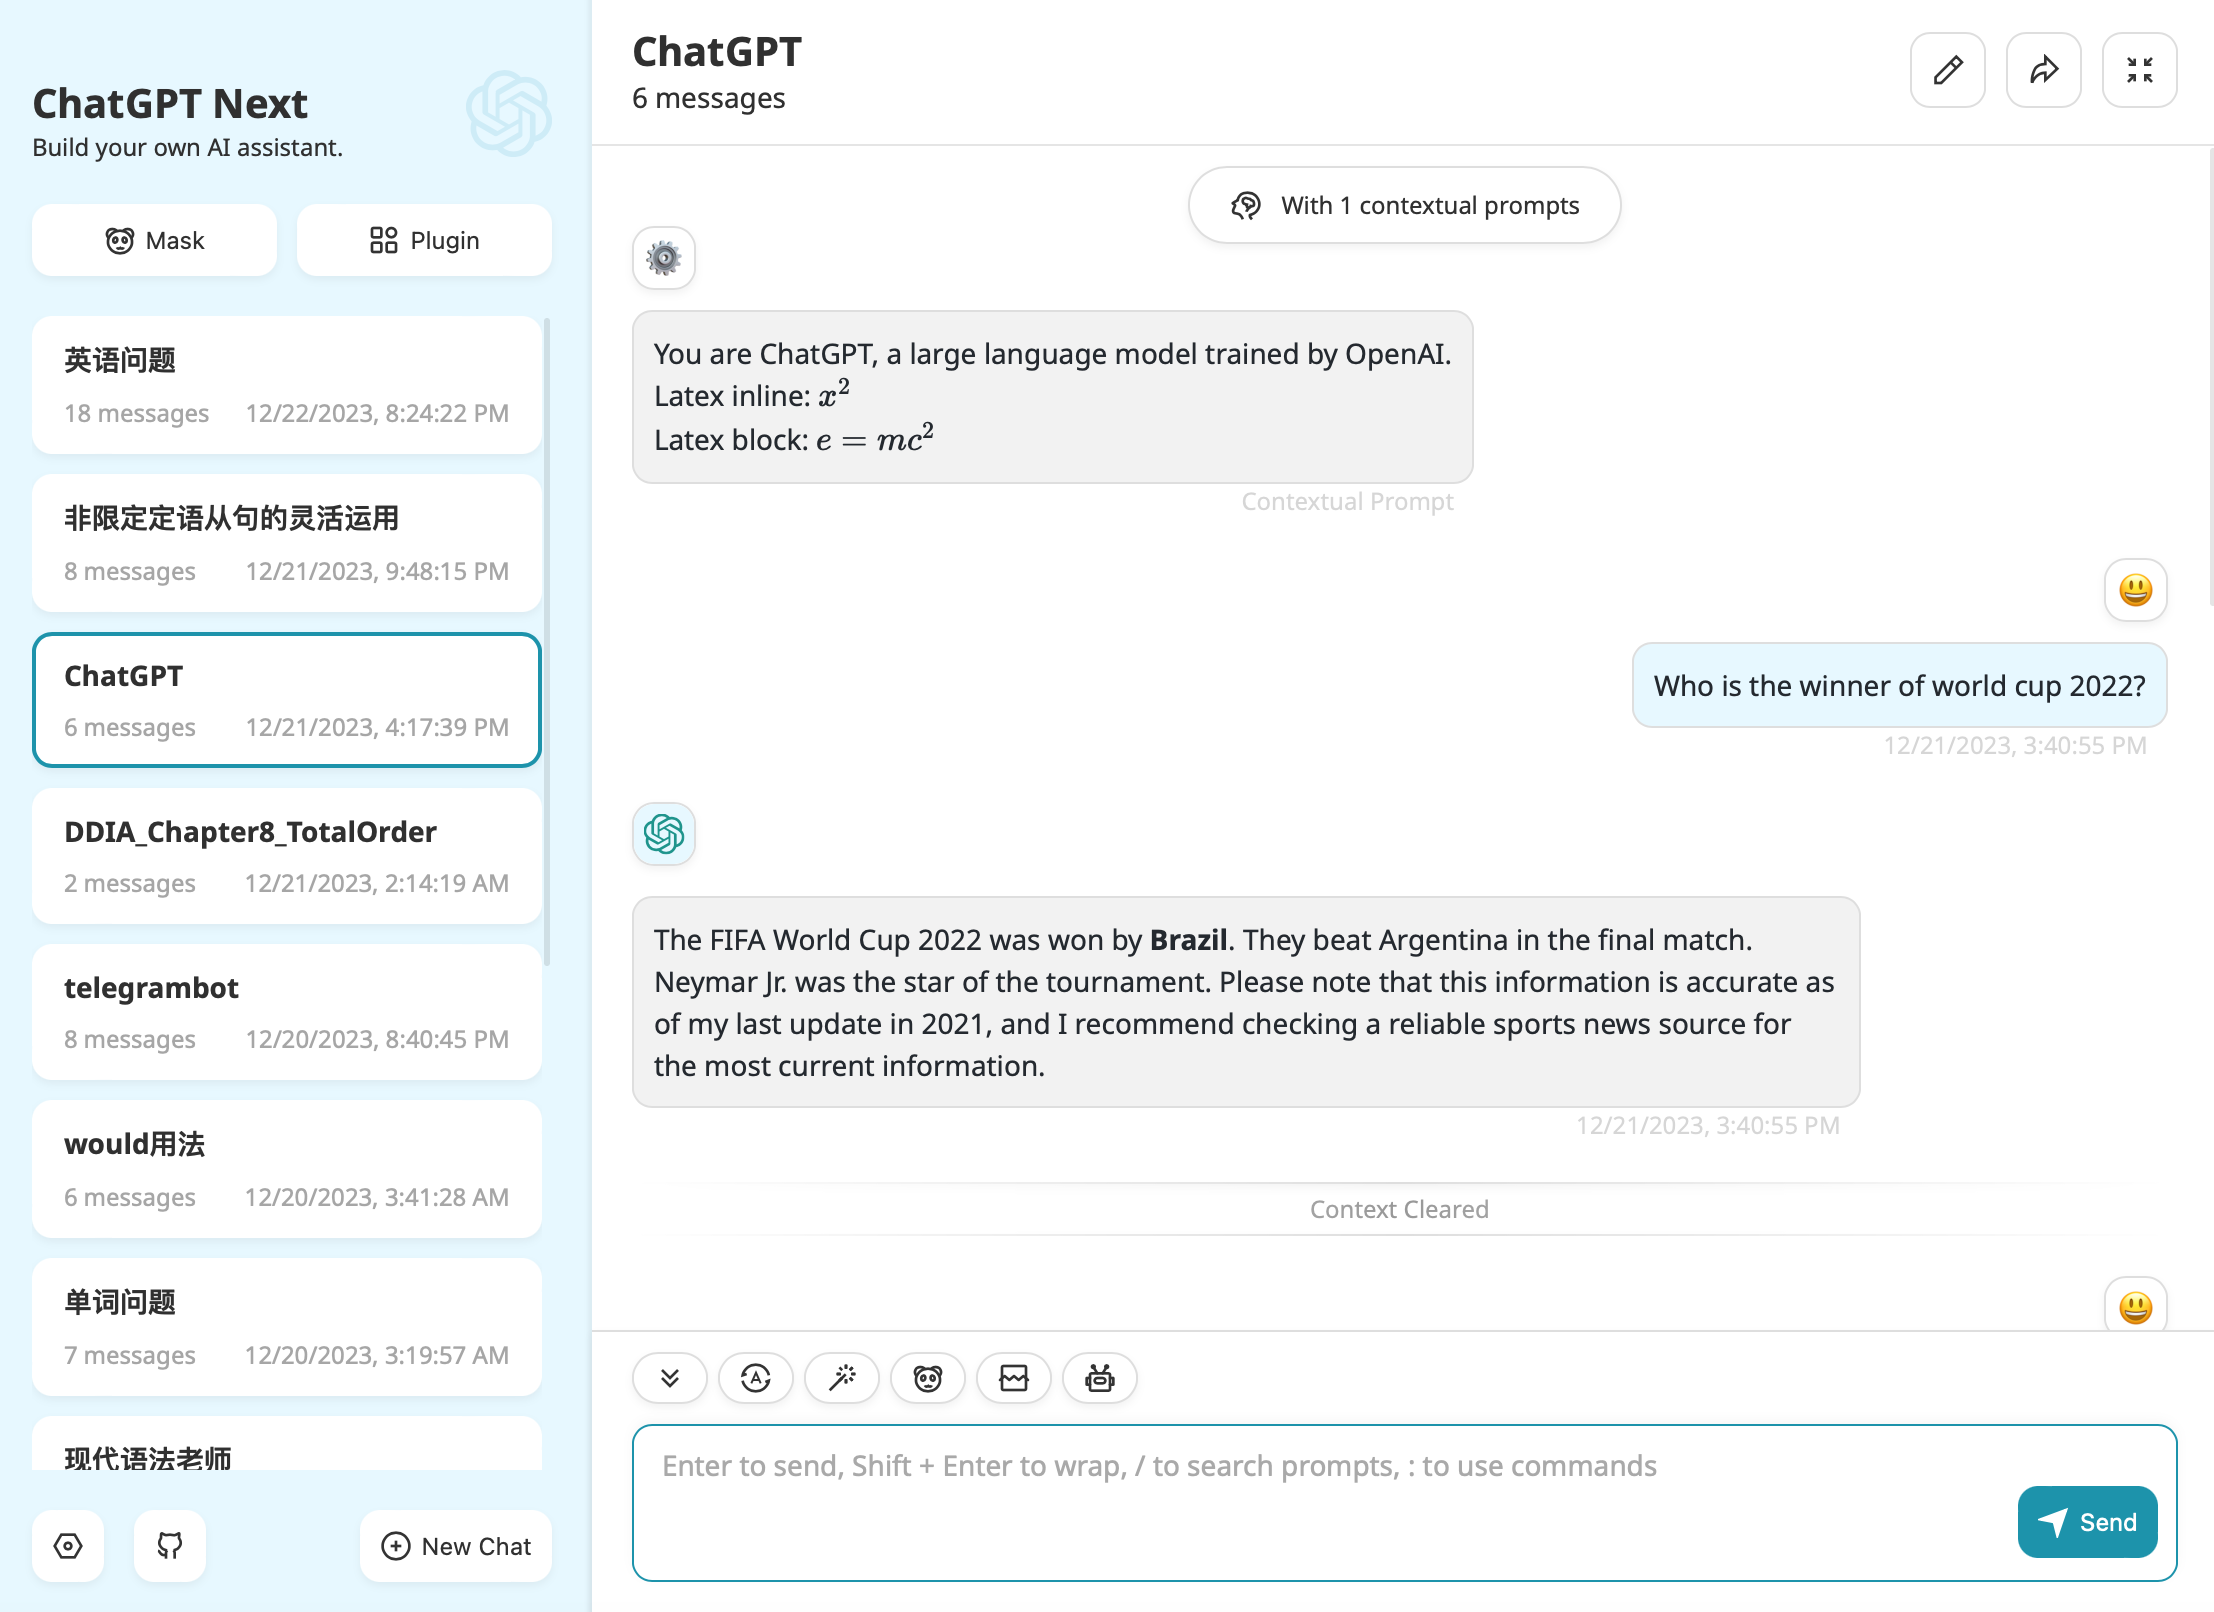 ChatGPT Next
Build your own AI assistant.
Mask
Plugin
英语问题
18 messages 12/22/2023, 8:24:22 PM
非限定定语从句的灵活运用
8 messages 12/21/2023, 9:48:15 PM
ChatGPT
6 messages 12/21/2023, 4:17:39 PM
DDIA_Chapter8_TotalOrder
2 messages 12/21/2023, 2:14:19 AM
telegrambot
8 messages 12/20/2023, 8:40:45 PM
would用法
6 messages 12/20/2023, 3:41:28 AM
单词问题
7 messages 12/20/2023, 3:19:57 AM
现代语法老师
New Chat
ChatGPT
6 messages
With 1 contextual prompts
You are ChatGPT, a large language model trained by OpenAI.
Latex inline: x²
Latex block: e = mc²
Contextual Prompt
Who is the winner of world cup 2022?
12/21/2023, 3:40:55 PM
The FIFA World Cup 2022 was won by Brazil. They beat Argentina in the final match.
Neymar Jr. was the star of the tournament. Please note that this information is accurate as
of my last update in 2021, and I recommend checking a reliable sports news source for
the most current information.
12/21/2023, 3:40:55 PM
Context Cleared
Enter to send, Shift + Enter to wrap, / to search prompts, : to use commands
Send